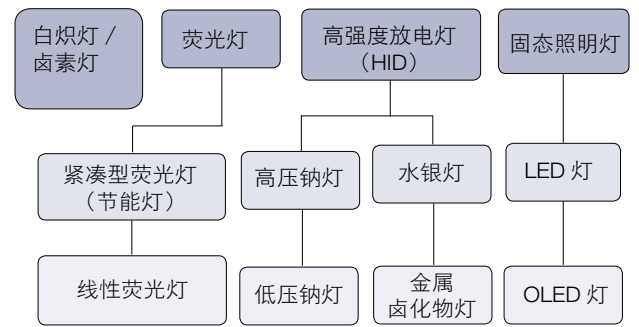 白炽灯 /
卤素灯
荧光灯
高强度放电灯
（HID）
固态照明灯
紧凑型荧光灯
（节能灯）
高压钠灯
水银灯
LED 灯
线性荧光灯
低压钠灯
金属
卤化物灯
OLED 灯